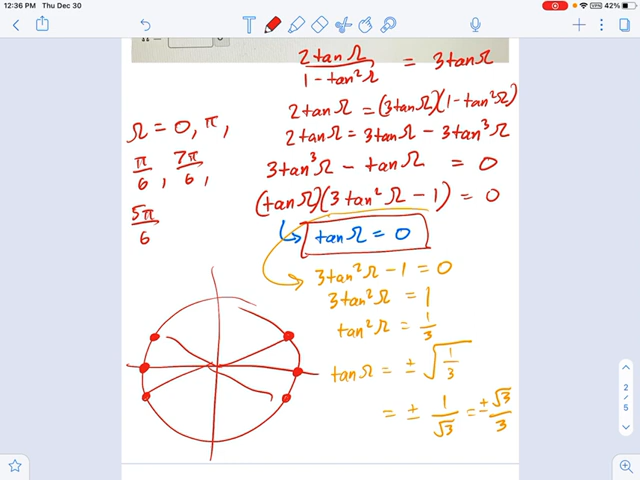 12:36 PM Thu Dec 30
42%
2tanΩ / 1 - tan²Ω = 3tanΩ
2tanΩ = (3tanΩ)(1 - tan²Ω)
2tanΩ = 3tanΩ - 3tan³Ω
3tan³Ω - tanΩ = 0
(tanΩ)(3tan²Ω - 1) = 0
tanΩ = 0
3tan²Ω - 1 = 0
3tan²Ω = 1
tan²Ω = 1/3
tanΩ = ± √(1/3)
= ± 1/√3 = ±√3/3
Ω = 0, π,
π/6, 7π/6,
5π/6
2
/
5